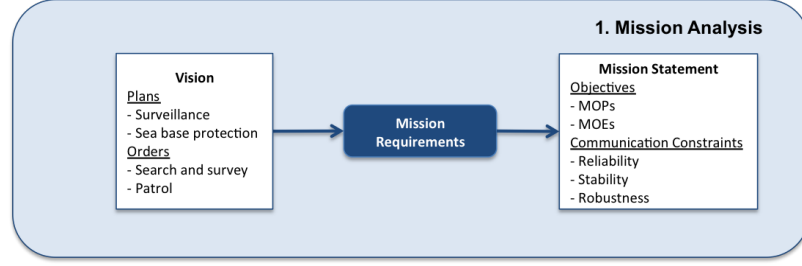 1. Mission Analysis
Vision
Plans
- Surveillance
- Sea base protection
Orders
- Search and survey
- Patrol
Mission
Requirements
Mission Statement
Objectives
- MOPs
- MOEs
Communication Constraints
- Reliability
- Stability
- Robustness